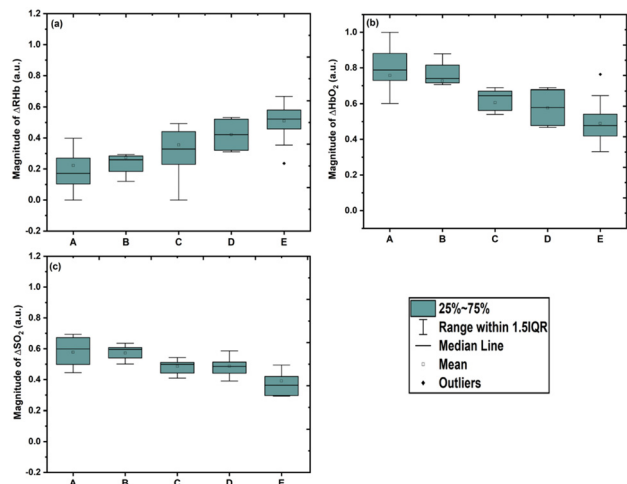 (a)
Magnitude of ΔRHb (a.u.)
1.2
1.0
0.8
0.6
0.4
0.2
0.0
-0.2
A B C D E
(b)
Magnitude of ΔHbO₂ (a.u.)
1.0
0.8
0.6
0.4
0.2
0.0
A B C D E
(c)
Magnitude of ΔSO₂ (a.u.)
1.2
1.0
0.8
0.6
0.4
0.2
0.0
-0.2
A B C D E
25%~75%
Range within 1.5IQR
Median Line
Mean
Outliers